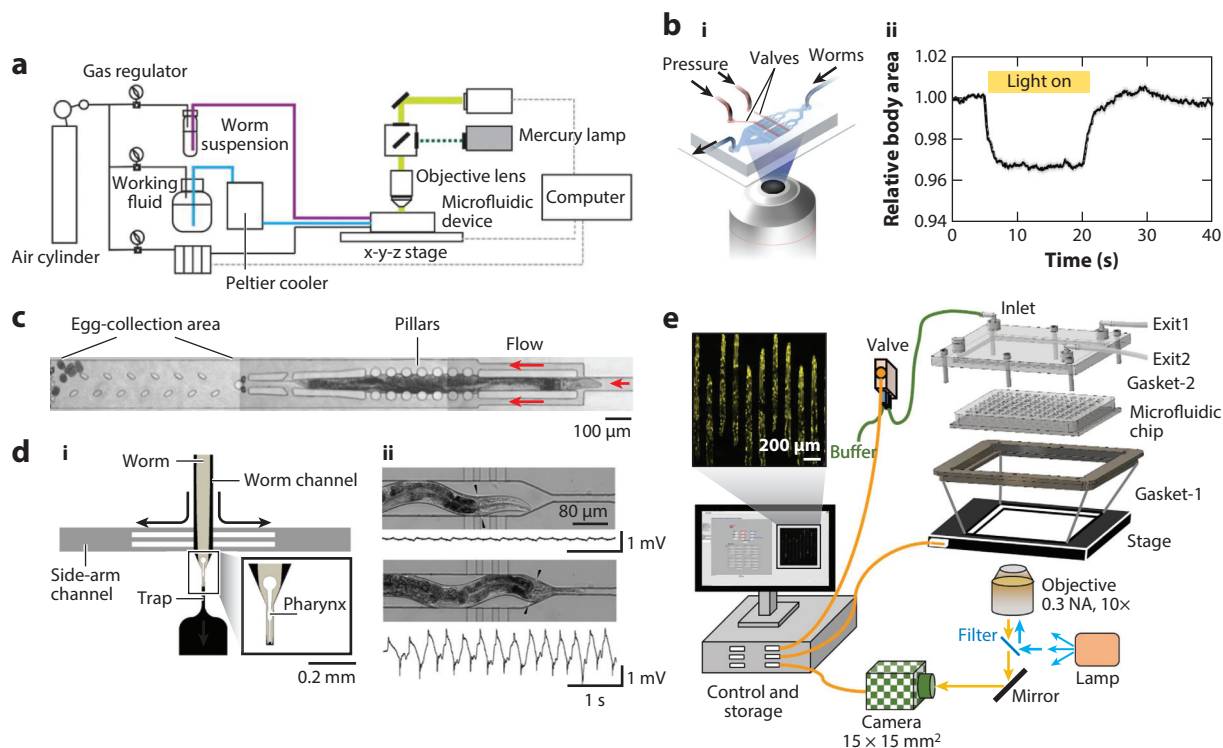 a
Gas regulator
Worm
suspension
Working
fluid
Air cylinder
Peltier cooler
Mercury lamp
Objective lens
Microfluidic
device
Computer
x-y-z stage
b
i
Pressure
Valves
Worms
ii
Relative body area
1.02
1.00
0.98
0.96
0.94
Light on
0
10
20
30
40
Time (s)
c
Egg-collection area
Pillars
Flow
100 μm
d
i
Worm
Worm channel
Side-arm
channel
Trap
Pharynx
0.2 mm
ii
80 μm
1 mV
1 mV
1 s
e
200 μm
Valve
Buffer
Inlet
Exit1
Exit2
Gasket-2
Microfluidic
chip
Gasket-1
Stage
Objective
0.3 NA, 10×
Filter
Lamp
Mirror
Camera
15 × 15 mm²
Control and
storage